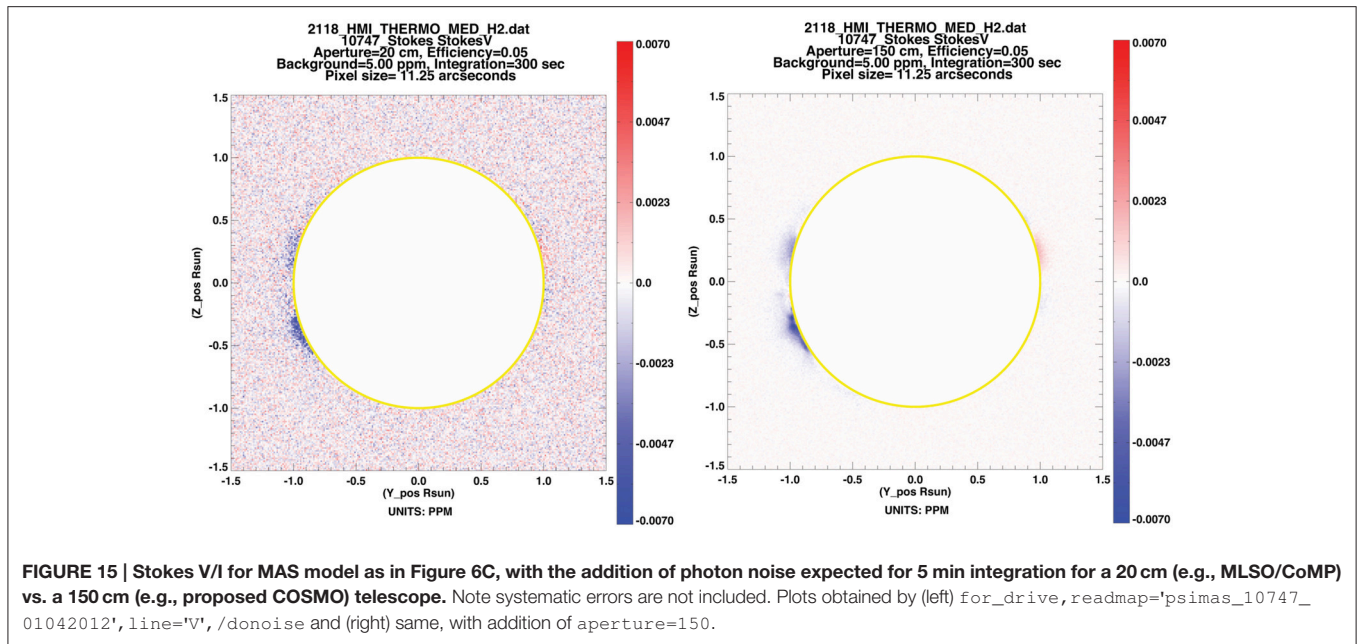 2118_HMI_THERMO_MED_H2.dat
10747_Stokes StokesV
Aperture=20 cm, Efficiency=0.05
Background=5.00 ppm, Integration=300 sec
Pixel size= 11.25 arcseconds
1.5
1.0
0.5
0.0
-0.5
-1.0
-1.5
(Z_pos Rsun)
-1.5 -1.0 -0.5 0.0 0.5 1.0 1.5
(Y_pos Rsun)
UNITS: PPM
0.0070
0.0047
0.0023
0.0
-0.0023
-0.0047
-0.0070
2118_HMI_THERMO_MED_H2.dat
10747_Stokes StokesV
Aperture=150 cm, Efficiency=0.05
Background=5.00 ppm, Integration=300 sec
Pixel size= 11.25 arcseconds
1.5
1.0
0.5
0.0
-0.5
-1.0
-1.5
(Z_pos Rsun)
-1.5 -1.0 -0.5 0.0 0.5 1.0 1.5
(Y_pos Rsun)
UNITS: PPM
0.0070
0.0047
0.0023
0.0
-0.0023
-0.0047
-0.0070
FIGURE 15 | Stokes V/I for MAS model as in Figure 6C, with the addition of photon noise expected for 5 min integration for a 20 cm (e.g., MLSO/CoMP)
vs. a 150 cm (e.g., proposed COSMO) telescope. Note systematic errors are not included. Plots obtained by (left) for_drive,readmap='psimas_10747_
01042012',line='V',/donoise and (right) same, with addition of aperture=150.